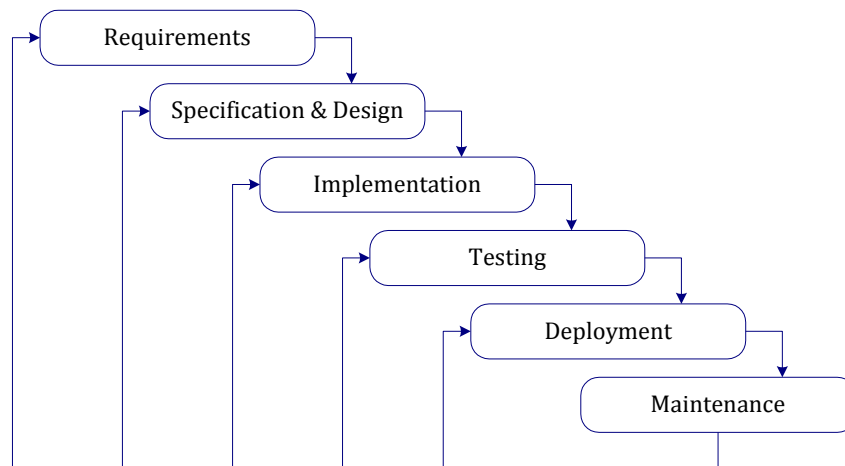 Requirements
Specification & Design
Implementation
Testing
Deployment
Maintenance